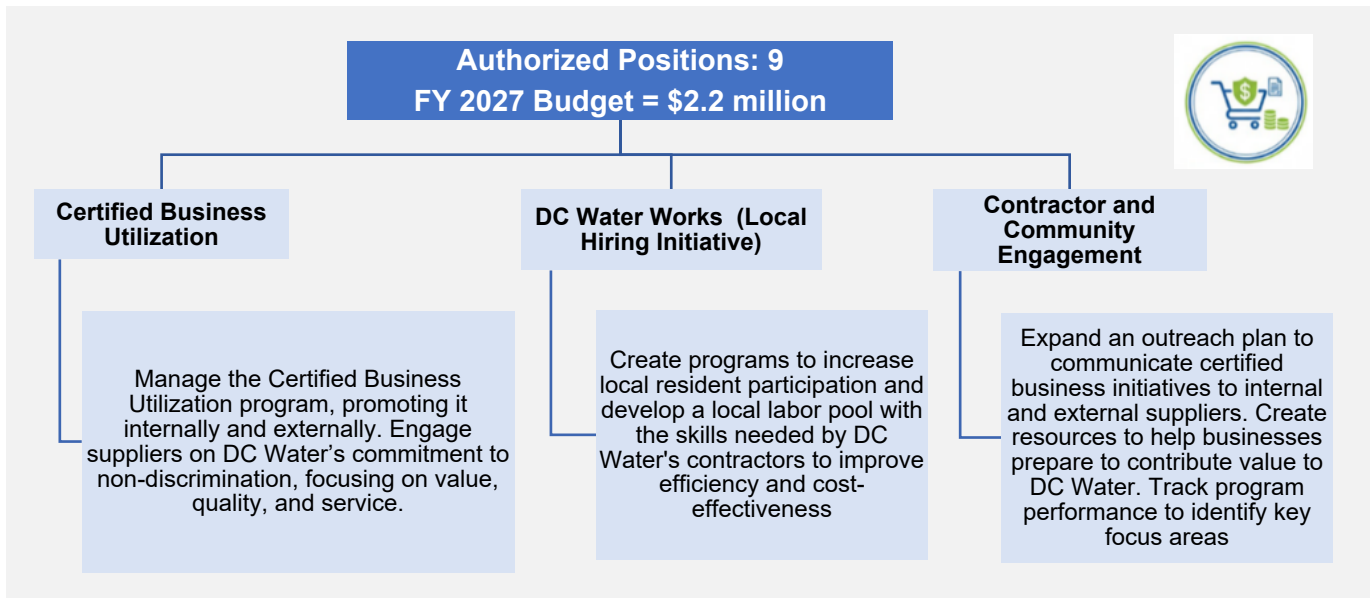 Authorized Positions: 9
FY 2027 Budget = $2.2 million
$
Certified Business
Utilization
DC Water Works  (Local
Hiring Initiative)
Contractor and
Community
Engagement
Manage the Certified Business
Utilization program, promoting it
internally and externally. Engage
suppliers on DC Water’s commitment to
non-discrimination, focusing on value,
quality, and service.
Create programs to increase
local resident participation and
develop a local labor pool with
the skills needed by DC
Water's contractors to improve
efficiency and cost-
effectiveness
Expand an outreach plan to
communicate certified
business initiatives to internal
and external suppliers. Create
resources to help businesses
prepare to contribute value to
DC Water. Track program
performance to identify key
focus areas